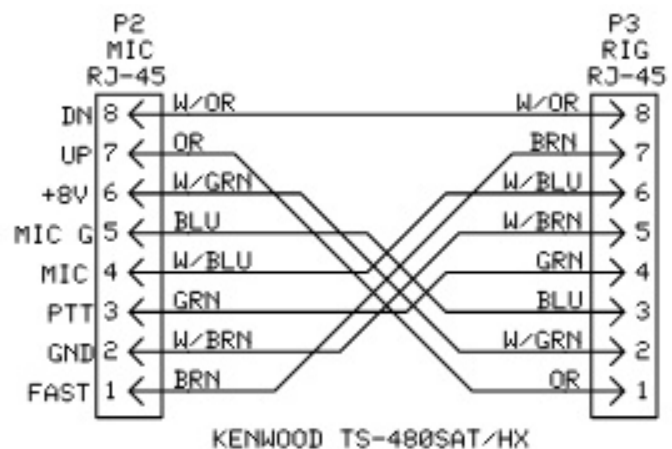 P2 P3
MIC RIG
RJ-45 RJ-45
DN 8 W/OR W/OR 8
UP 7 OR BRN 7
+8V 6 W/GRN W/BLU 6
MIC G 5 BLU W/BRN 5
MIC 4 W/BLU GRN 4
PTT 3 GRN BLU 3
GND 2 W/BRN W/GRN 2
FAST 1 BRN OR 1
KENWOOD TS-480SAT/HX